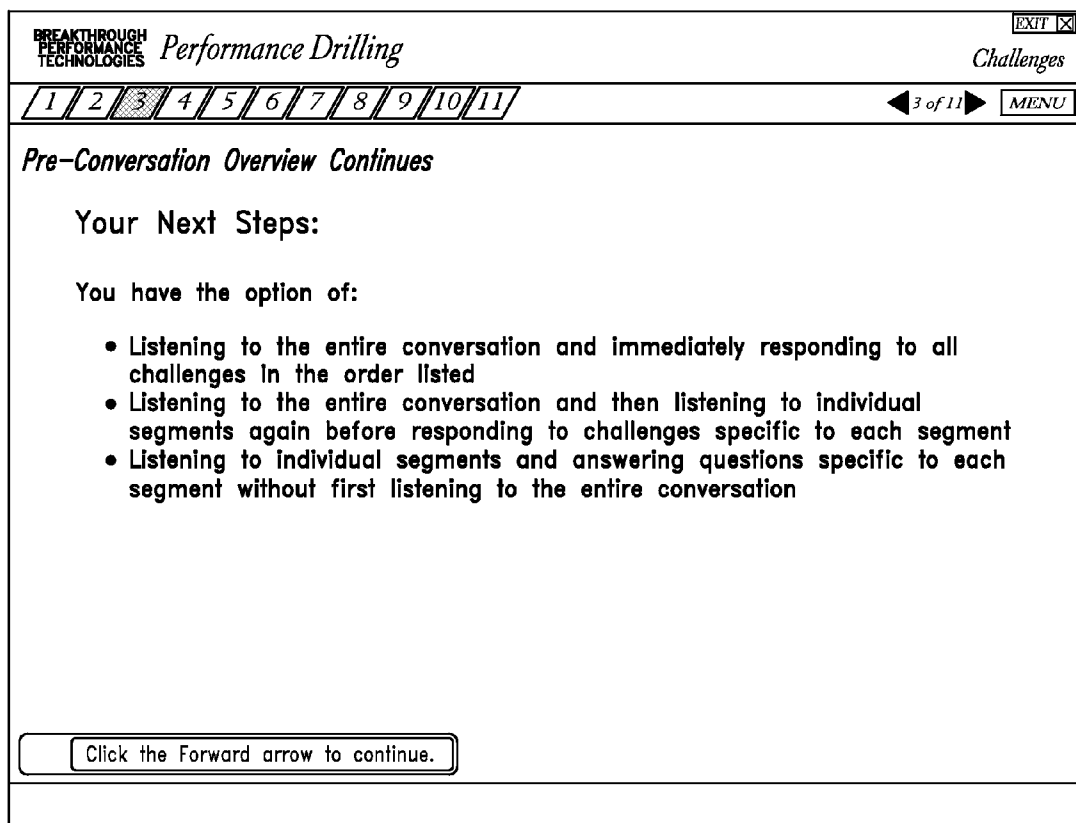 EXIT X
BREAKTHROUGH
PERFORMANCE
TECHNOLOGIES
Performance Drilling
Challenges
1 2 3 4 5 6 7 8 9 10 11
3 of 11 MENU
Pre-Conversation Overview Continues
Your Next Steps:
You have the option of:
• Listening to the entire conversation and immediately responding to all
challenges in the order listed
• Listening to the entire conversation and then listening to individual
segments again before responding to challenges specific to each segment
• Listening to individual segments and answering questions specific to each
segment without first listening to the entire conversation
Click the Forward arrow to continue.